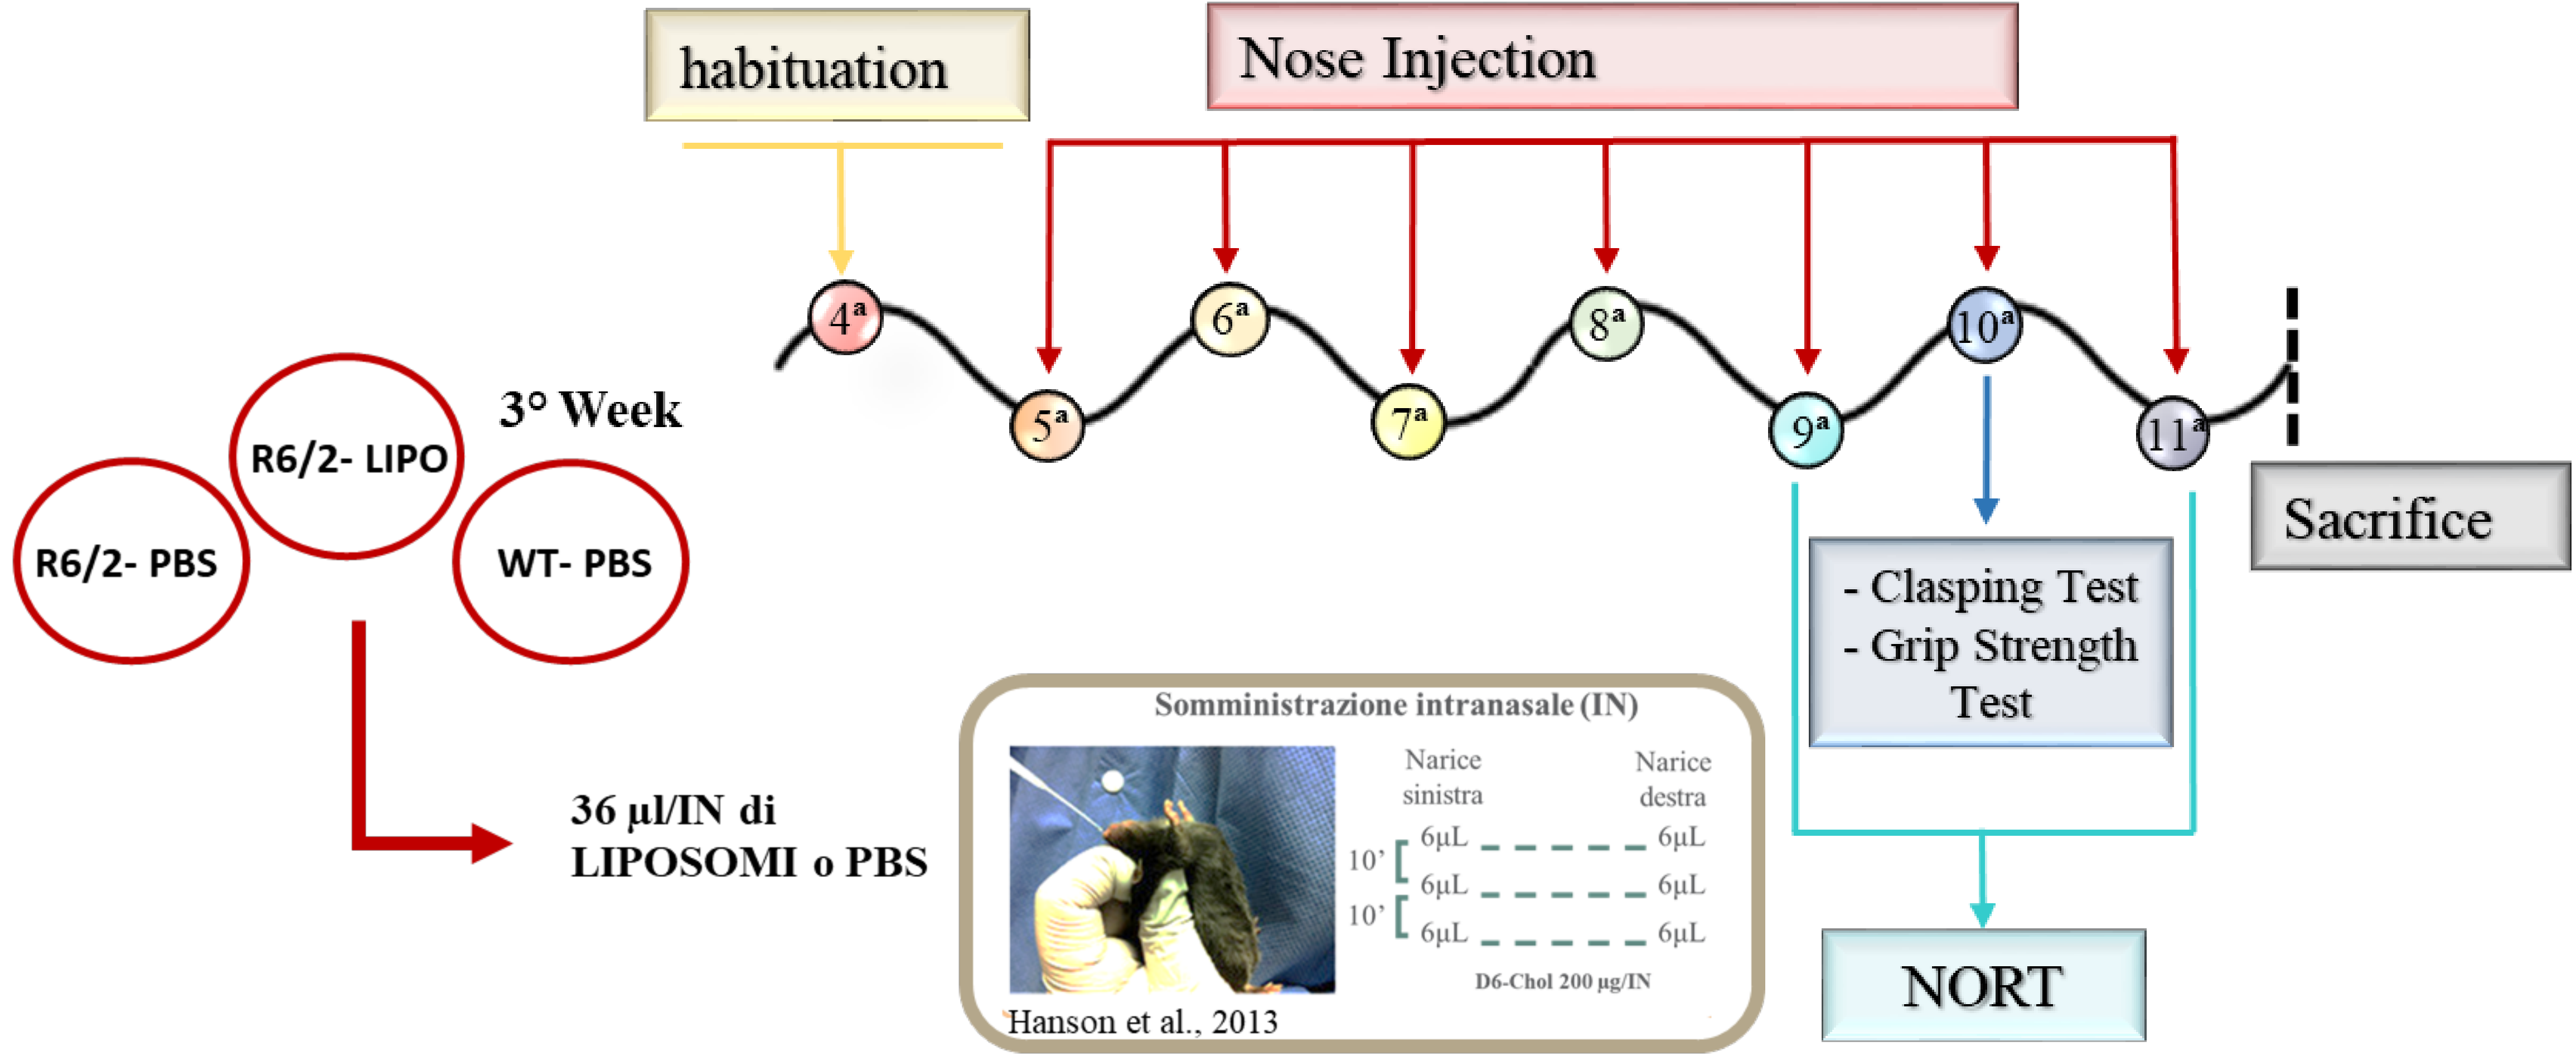 habituation
Nose Injection
4ª
5ª
6ª
7ª
8ª
9ª
10ª
11ª
3° Week
R6/2- LIPO
R6/2- PBS
WT- PBS
Sacrifice
- Clasping Test
- Grip Strength
Test
36 µl/IN di
LIPOSOMI o PBS
Somministrazione intranasale (IN)
Narice
sinistra
Narice
destra
6µL
6µL
10’
6µL
6µL
10’
6µL
6µL
D6-Chol 200 µg/IN
Hanson et al., 2013
NORT